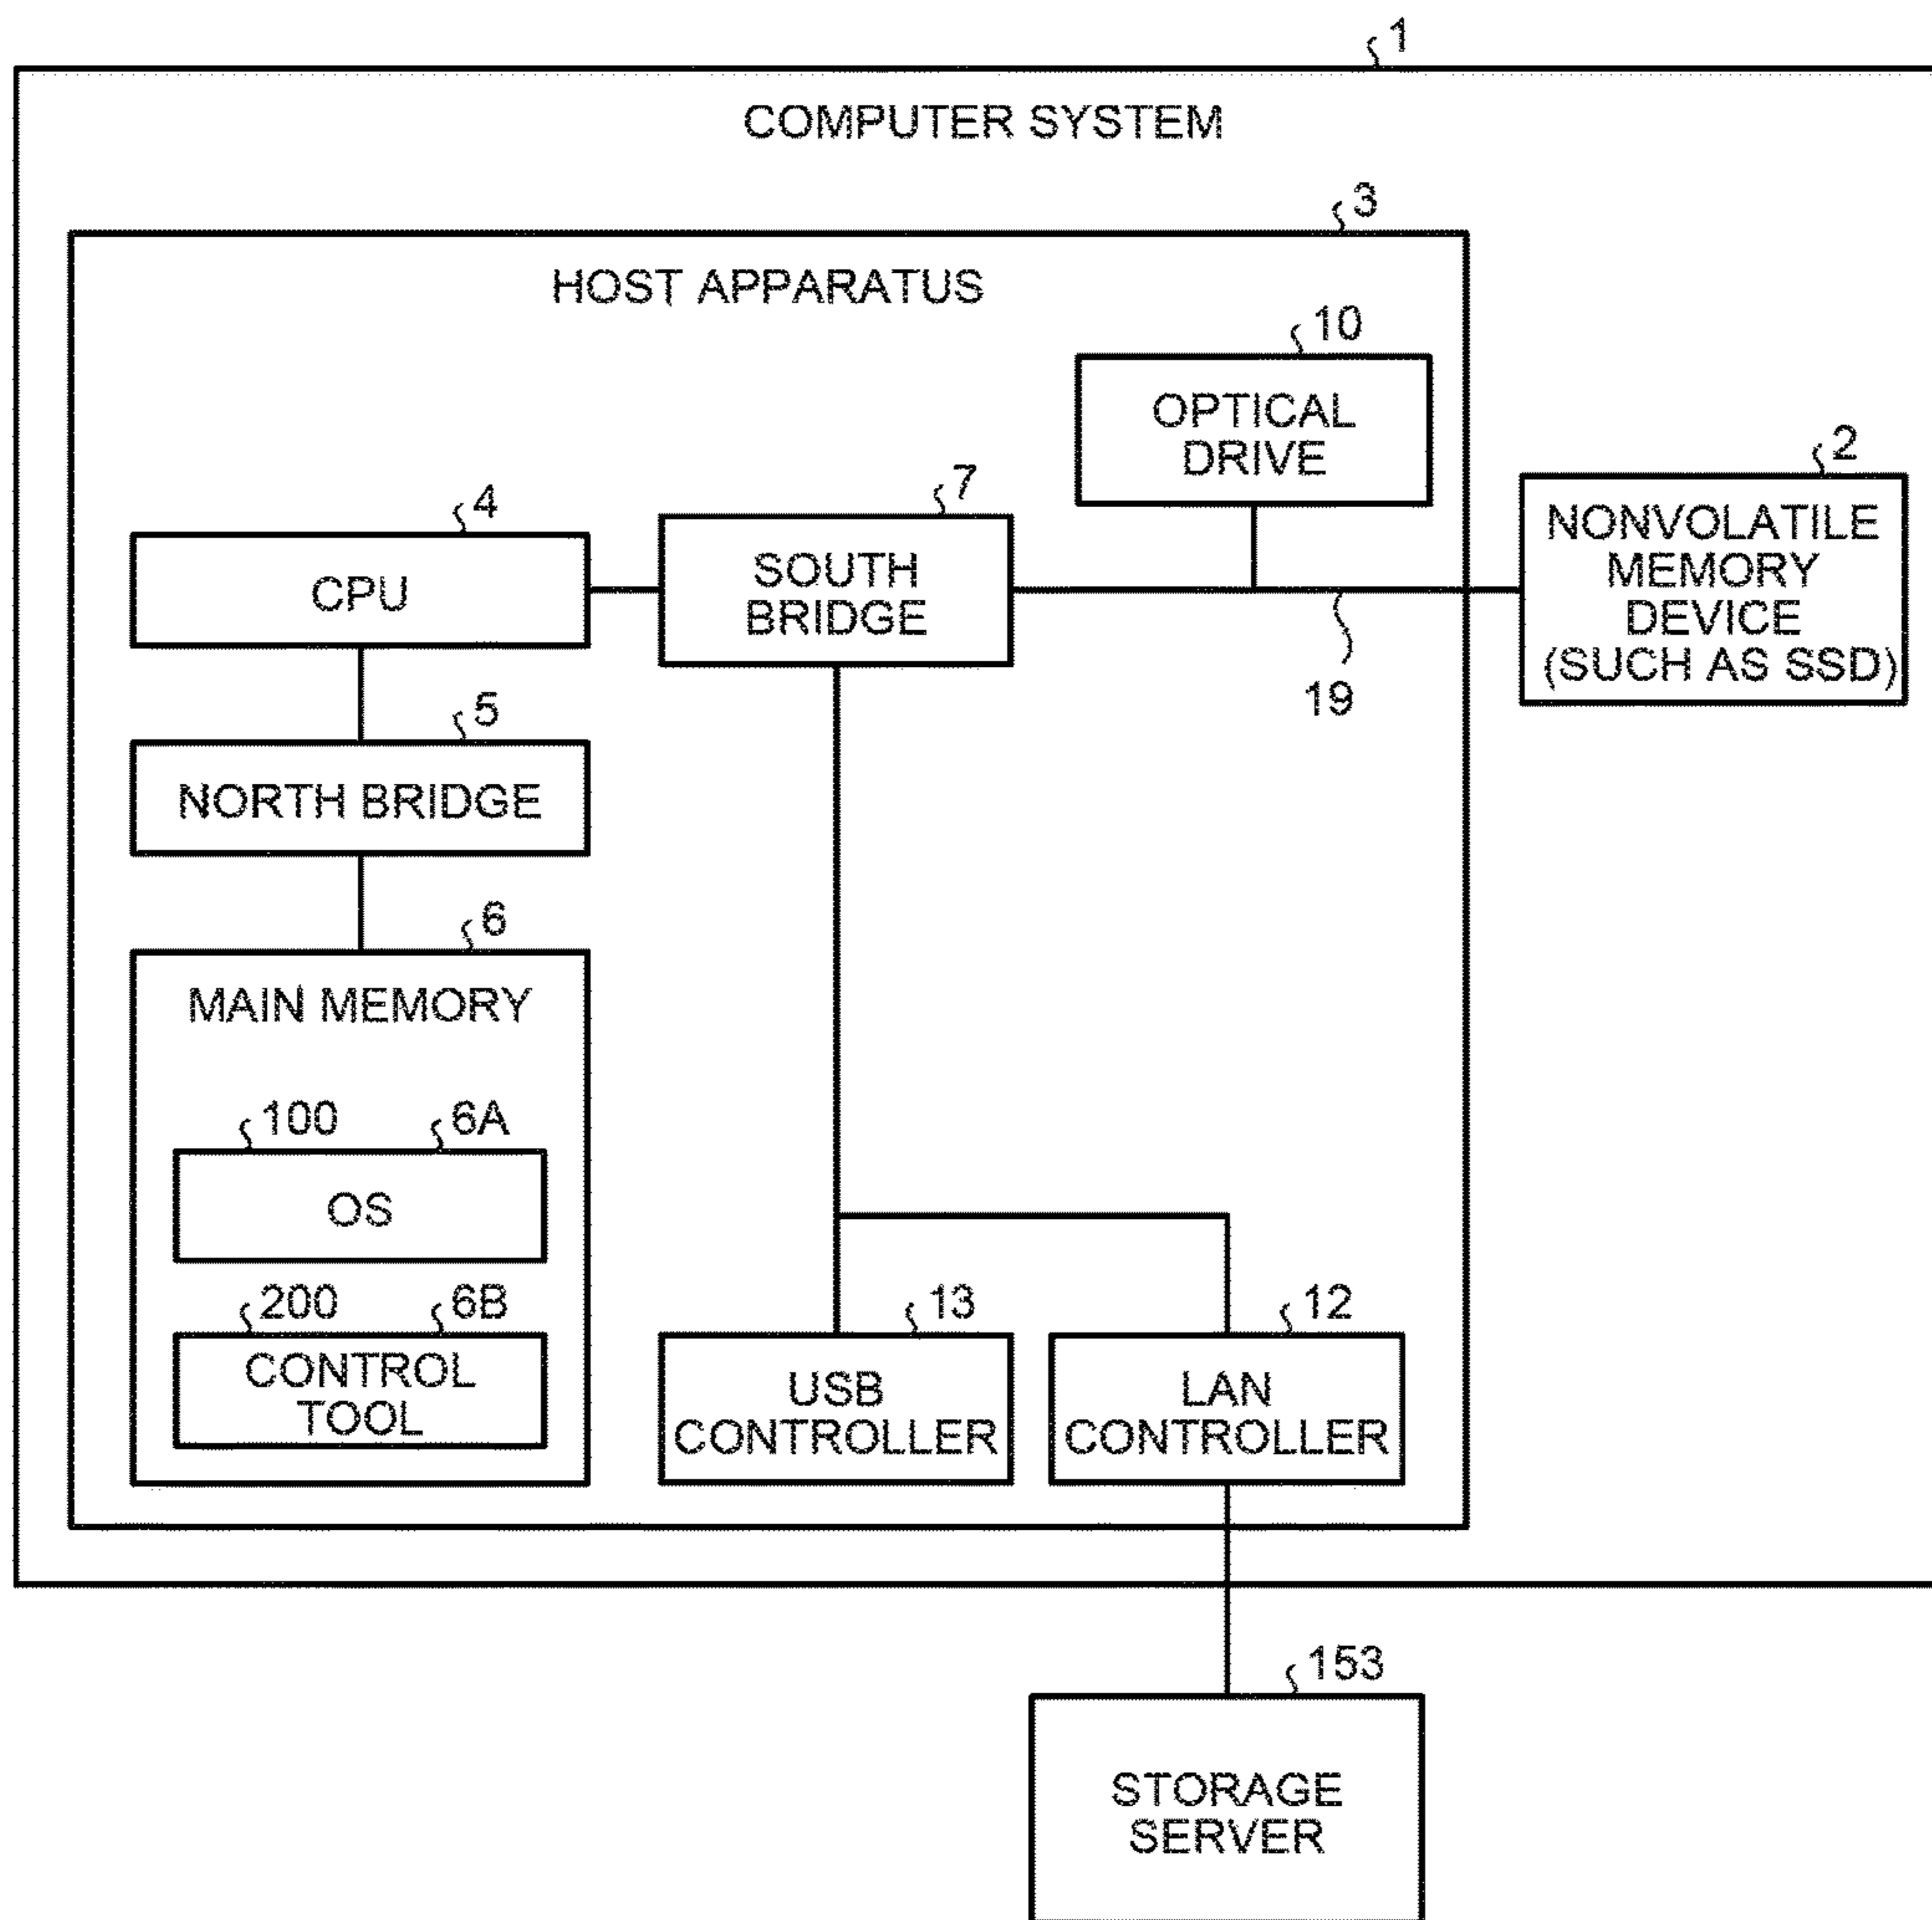 1
COMPUTER SYSTEM
3
HOST APPARATUS
10
OPTICAL
DRIVE
2
NONVOLATILE
MEMORY
DEVICE
(SUCH AS SSD)
4
CPU
7
SOUTH
BRIDGE
19
5
NORTH BRIDGE
6
MAIN MEMORY
100
6A
OS
200
6B
CONTROL
TOOL
13
USB
CONTROLLER
12
LAN
CONTROLLER
153
STORAGE
SERVER